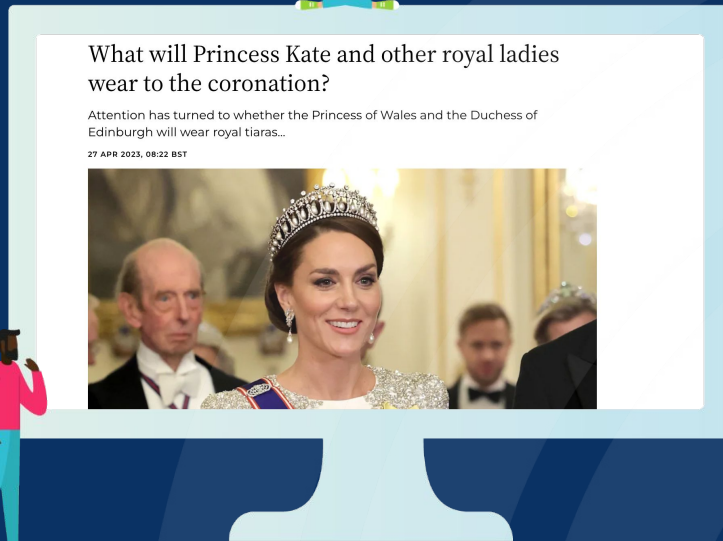 What will Princess Kate and other royal ladies
wear to the coronation?
Attention has turned to whether the Princess of Wales and the Duchess of
Edinburgh will wear royal tiaras...
27 APR 2023, 08:22 BST